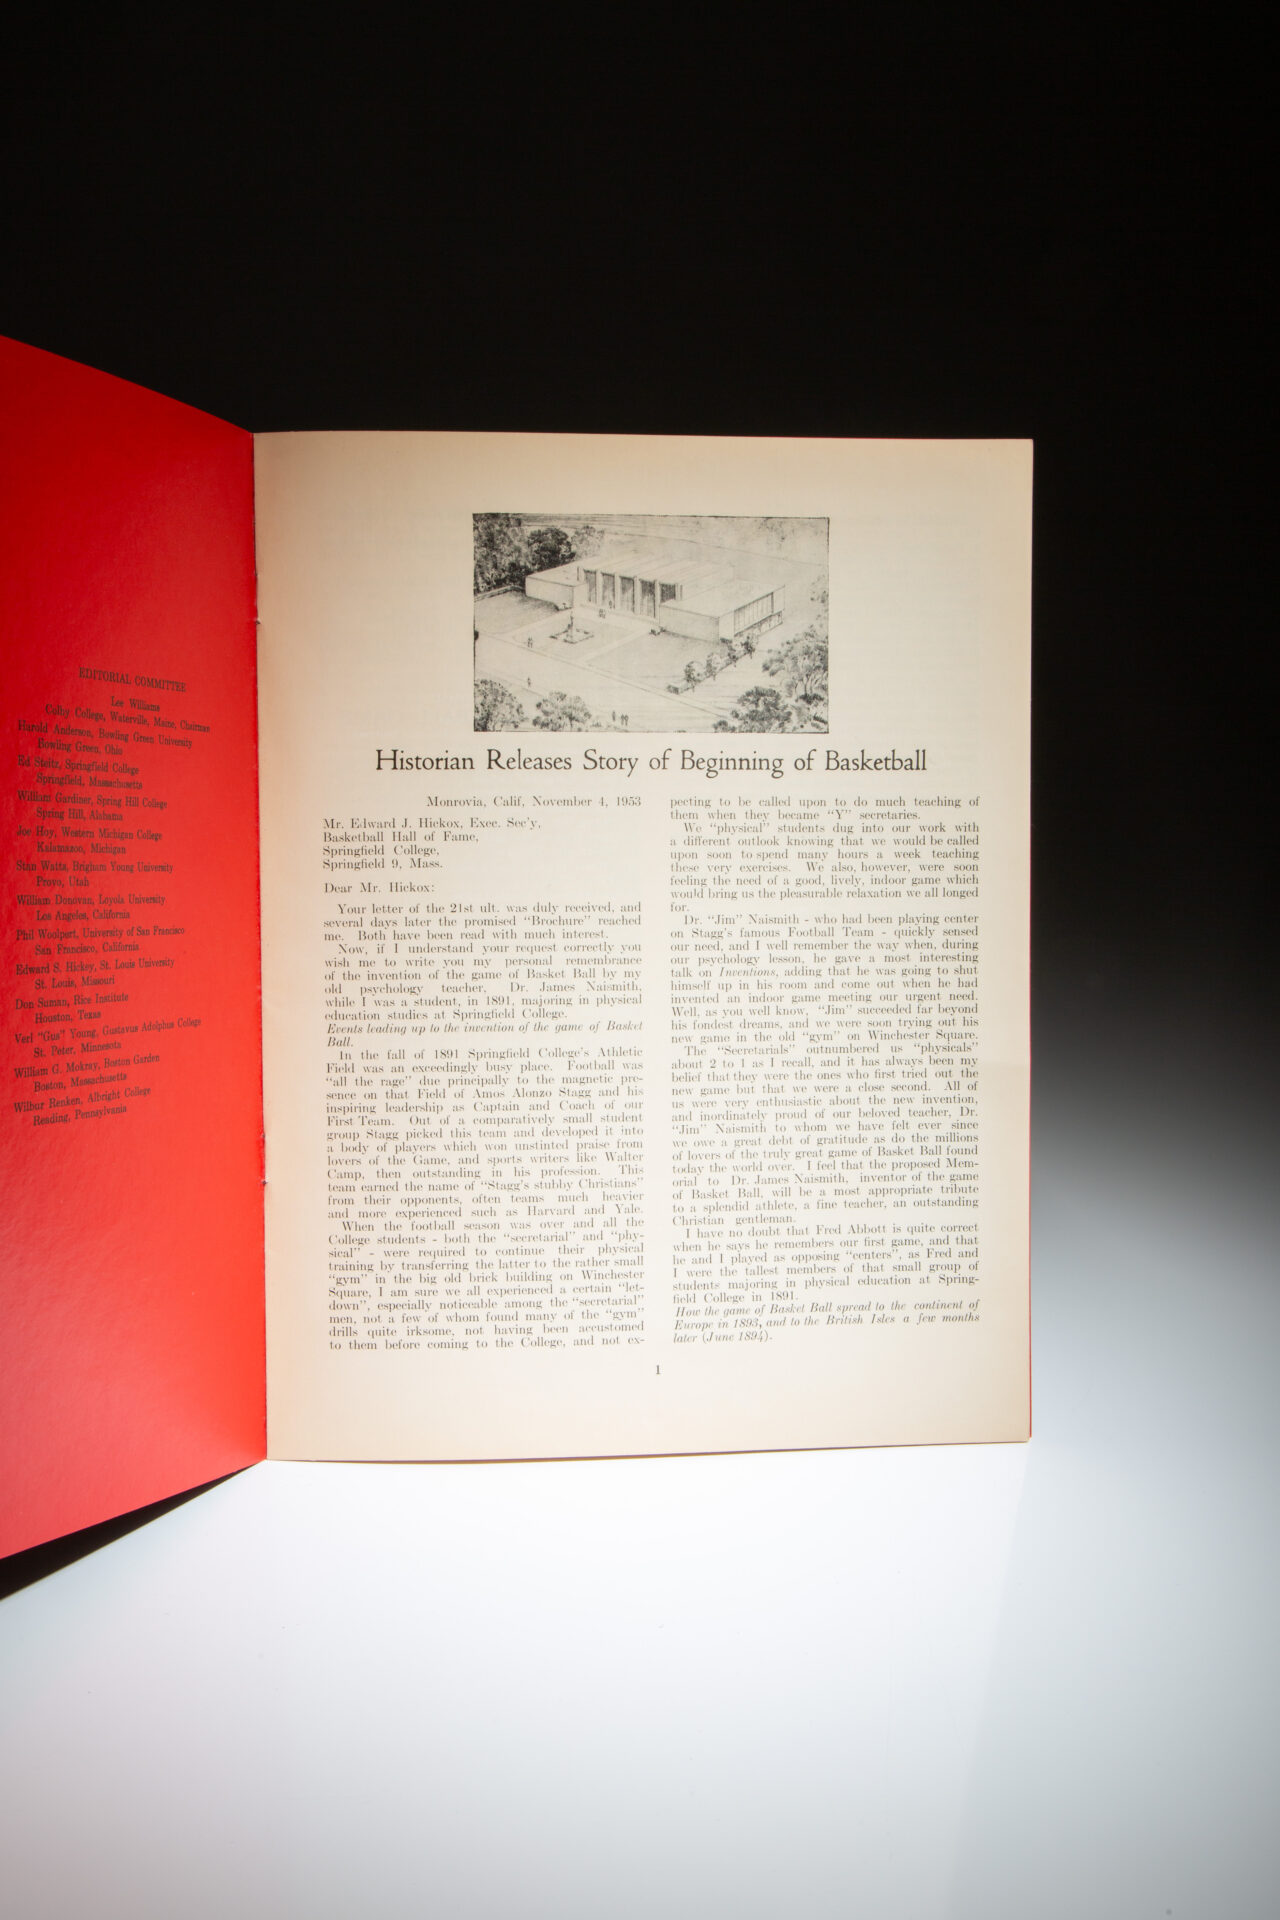 EDITORIAL COMMITTEE
Lee Williams
Colby College, Waterville, Maine, Chairman
Harold Anderson, Bowling Green University
Bowling Green, Ohio
Ed Steitz, Springfield College
Springfield, Massachusetts
William Gardiner, Spring Hill College
Spring Hill, Alabama
Joe Hoy, Western Michigan College
Kalamazoo, Michigan
Stan Watts, Brigham Young University
Provo, Utah
William Donovan, Loyola University
Los Angeles, California
Phil Woolpert, University of San Francisco
San Francisco, California
Edward S. Hickey, St. Louis University
St. Louis, Missouri
Don Suman, Rice Institute
Houston, Texas
Verl "Gus" Young, Gustavus Adolphus College
St. Peter, Minnesota
William G. Mokray, Boston Garden
Boston, Massachusetts
Wilbur Renken, Albright College
Reading, Pennsylvania
Historian Releases Story of Beginning of Basketball
Monrovia, Calif, November 4, 1953
Mr. Edward J. Hickox, Exec. Sec'y,
Basketball Hall of Fame,
Springfield College,
Springfield 9, Mass.
Dear Mr. Hickox:
Your letter of the 21st ult. was duly received, and
several days later the promised "Brochure" reached
me. Both have been read with much interest.
Now, if I understand your request correctly you
wish me to write you my personal remembrance
of the invention of the game of Basket Ball by my
old psychology teacher, Dr. James Naismith,
while I was a student, in 1891, majoring in physical
education studies at Springfield College.
Events leading up to the invention of the game of Basket
Ball.
In the fall of 1891 Springfield College's Athletic
Field was an exceedingly busy place. Football was
"all the rage" due principally to the magnetic pre-
sence on that Field of Amos Alonzo Stagg and his
inspiring leadership as Captain and Coach of our
First Team. Out of a comparatively small student
group Stagg picked this team and developed it into
a body of players which won unstinted praise from
lovers of the Game, and sports writers like Walter
Camp, then outstanding in his profession. This
team earned the name of "Stagg's stubby Christians"
from their opponents, often teams much heavier
and more experienced such as Harvard and Yale.
When the football season was over and all the
College students - both the "secretarial" and "phy-
sical" - were required to continue their physical
training by transferring the latter to the rather small
"gym" in the big old brick building on Winchester
Square, I am sure we all experienced a certain "let-
down", especially noticeable among the "secretarial"
men, not a few of whom found many of the "gym"
drills quite irksome, not having been accustomed
to them before coming to the College, and not ex-
pecting to be called upon to do much teaching of
them when they became "Y" secretaries.
We "physical" students dug into our work with
a different outlook knowing that we would be called
upon soon to spend many hours a week teaching
these very exercises. We also, however, were soon
feeling the need of a good, lively, indoor game which
would bring us the pleasurable relaxation we all longed
for.
Dr. "Jim" Naismith - who had been playing center
on Stagg's famous Football Team - quickly sensed
our need, and I well remember the way when, during
our psychology lesson, he gave a most interesting
talk on Inventions, adding that he was going to shut
himself up in his room and come out when he had
invented an indoor game meeting our urgent need.
Well, as you well know, "Jim" succeeded far beyond
his fondest dreams, and we were soon trying out his
new game in the old "gym" on Winchester Square.
The "Secretarials" outnumbered us "physicals"
about 2 to 1 as I recall, and it has always been my
belief that they were the ones who first tried out the
new game but that we were a close second. All of
us were very enthusiastic about the new invention,
and inordinately proud of our beloved teacher, Dr.
"Jim" Naismith to whom we have felt ever since
we owe a great debt of gratitude as do the millions
of lovers of the truly great game of Basket Ball found
today the world over. I feel that the proposed Mem-
orial to Dr. James Naismith, inventor of the game
of Basket Ball, will be a most appropriate tribute
to a splendid athlete, a fine teacher, an outstanding
Christian gentleman.
I have no doubt that Fred Abbott is quite correct
when he says he remembers our first game, and that
he and I played as opposing "centers", as Fred and
I were the tallest members of that small group of
students majoring in physical education at Spring-
field College in 1891.
How the game of Basket Ball spread to the continent of
Europe in 1893, and to the British Isles a few months
later (June 1894).
1